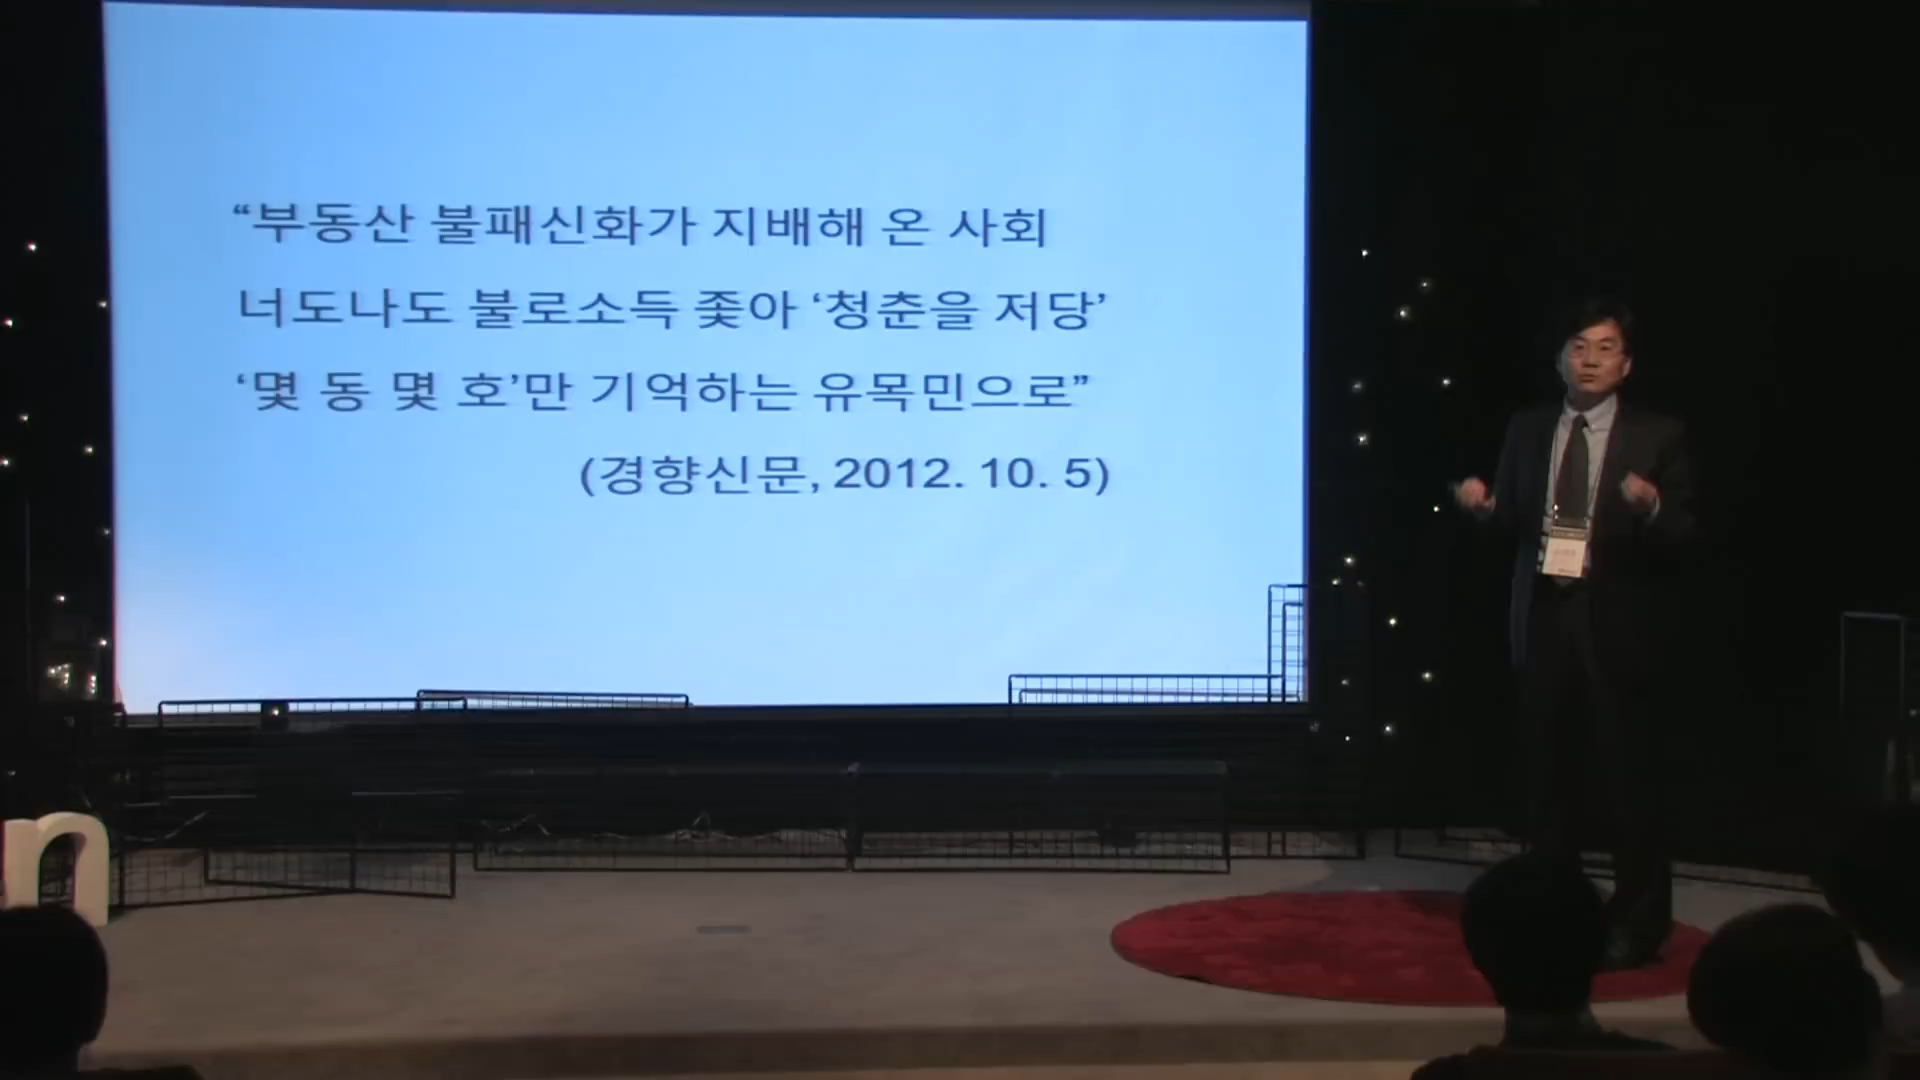 “부동산 불패신화가 지배해 온 사회
너도나도 불로소득 좇아 ‘청춘을 저당’
‘몇 동 몇 호’만 기억하는 유목민으로”
(경향신문, 2012. 10. 5)
n